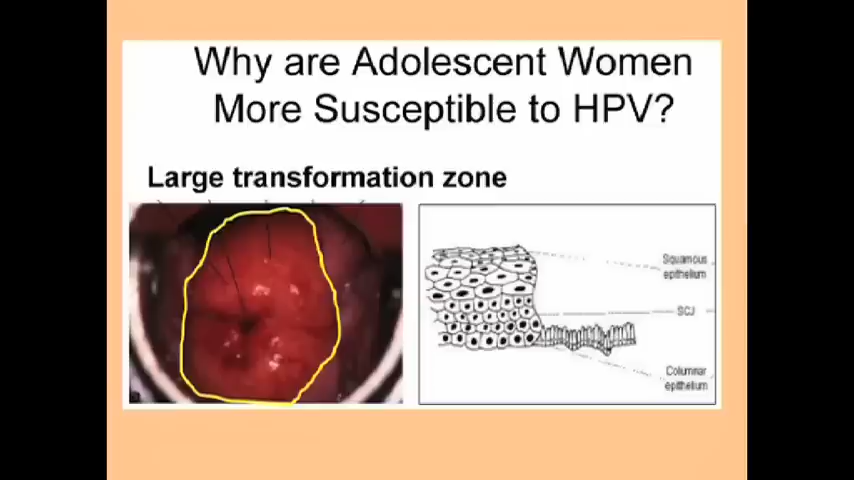 Why are Adolescent Women
More Susceptible to HPV?
Large transformation zone
Squamous
epithelium
SCJ
Columnar
epithelium